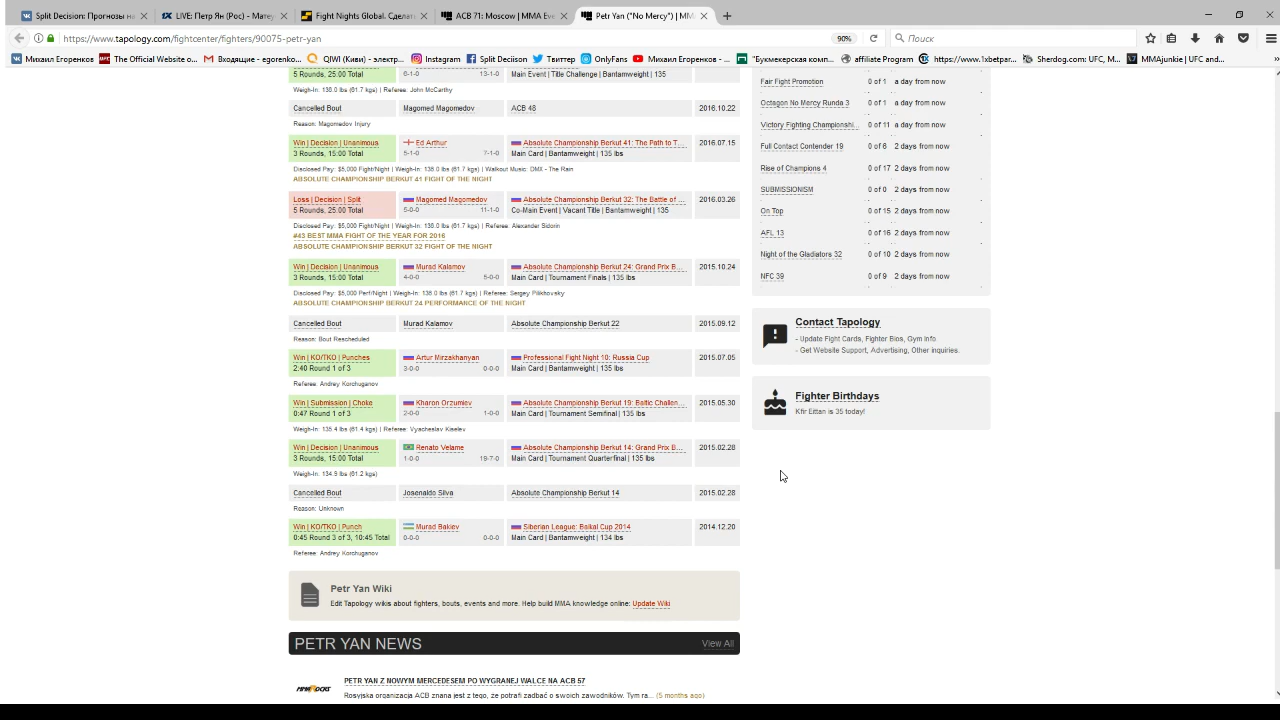 Split Decision: Прогнозы на
LIVE: Петр Ян (Рос) - Матеу
Fight Nights Global. Сделать
ACB 71: Moscow | MMA Eve
Petr Yan ("No Mercy") | MM
https://www.tapology.com/fightcenter/fighters/90075-petr-yan
90%
Поиск
Михаил Егоренков
The Official Website o...
Входящие - egorenko...
QIWI (Киви) - электр...
Instagram
Split Deciison
Твиттер
OnlyFans
Михаил Егоренков - ...
"Букмекерская комп...
affiliate Program
https://www.1xbetpar...
Sherdog.com: UFC, M...
MMAjunkie | UFC and...
5 Rounds, 25:00 Total 6-1-0 13-1-0 Main Event | Title Challenge | Bantamweight | 135
Weigh-In: 136.0 lbs (61.7 kgs) | Referee: John McCarthy
Cancelled Bout Magomed Magomedov ACB 48 2016.10.22
Reason: Magomedov Injury
Win | Decision | Unanimous Ed Arthur Absolute Championship Berkut 41: The Path to T... 2016.07.15
3 Rounds, 15:00 Total 5-1-0 7-1-0 Main Card | Bantamweight | 135 lbs
Disclosed Pay: $5,000 Fight/Night | Weigh-In: 136.0 lbs (61.7 kgs) | Walkout Music: DMX - The Rain
ABSOLUTE CHAMPIONSHIP BERKUT 41 FIGHT OF THE NIGHT
Loss | Decision | Split Magomed Magomedov Absolute Championship Berkut 32: The Battle of ... 2016.03.26
5 Rounds, 25:00 Total 5-0-0 11-1-0 Co-Main Event | Vacant Title | Bantamweight | 135
Disclosed Pay: $5,000 Fight/Night | Weigh-In: 136.0 lbs (61.7 kgs) | Referee: Alexander Sidorin
#43 BEST MMA FIGHT OF THE YEAR FOR 2016
ABSOLUTE CHAMPIONSHIP BERKUT 32 FIGHT OF THE NIGHT
Win | Decision | Unanimous Murad Kalamov Absolute Championship Berkut 24: Grand Prix B... 2015.10.24
3 Rounds, 15:00 Total 4-0-0 5-0-0 Main Card | Tournament Finals | 135 lbs
Disclosed Pay: $5,000 Perf/Night | Weigh-In: 136.0 lbs (61.7 kgs) | Referee: Sergey Pilikhovsky
ABSOLUTE CHAMPIONSHIP BERKUT 24 PERFORMANCE OF THE NIGHT
Cancelled Bout Murad Kalamov Absolute Championship Berkut 22 2015.09.12
Reason: Bout Rescheduled
Win | KO/TKO | Punches Artur Mirzakhanyan Professional Fight Night 10: Russia Cup 2015.07.05
2:40 Round 1 of 3 3-0-0 0-0-0 Main Card | Bantamweight | 135 lbs
Referee: Andrey Korchuganov
Win | Submission | Choke Kharon Orzumiev Absolute Championship Berkut 19: Baltic Challen... 2015.05.30
0:47 Round 1 of 3 2-0-0 1-0-0 Main Card | Tournament Semifinal | 135 lbs
Weigh-In: 135.4 lbs (61.4 kgs) | Referee: Vyacheslav Kiselev
Win | Decision | Unanimous Renato Velame Absolute Championship Berkut 14: Grand Prix B... 2015.02.28
3 Rounds, 15:00 Total 1-0-0 19-7-0 Main Card | Tournament Quarterfinal | 135 lbs
Weigh-In: 134.9 lbs (61.2 kgs)
Cancelled Bout Josenaldo Silva Absolute Championship Berkut 14 2015.02.28
Reason: Unknown
Win | KO/TKO | Punch Murad Bakiev Siberian League: Baikal Cup 2014 2014.12.20
0:45 Round 3 of 3, 10:45 Total 0-0-0 0-0-0 Main Card | Bantamweight | 134 lbs
Referee: Andrey Korchuganov
Petr Yan Wiki
Edit Tapology wikis about fighters, bouts, events and more. Help build MMA knowledge online: Update Wiki
PETR YAN NEWS View All
MMAROCKS
PETR YAN Z NOWYM MERCEDESEM PO WYGRANEJ WALCE NA ACB 57
Rosyjska organizacja ACB znana jest z tego, że potrafi zadbać o swoich zawodników. Tym ra... (5 months ago)
Fair Fight Promotion 0 of 1 a day from now
Octagon No Mercy Runda 3 0 of 1 a day from now
Victory Fighting Championshi... 0 of 11 a day from now
Full Contact Contender 19 0 of 6 2 days from now
Rise of Champions 4 0 of 17 2 days from now
SUBMISSIONISM 0 of 0 2 days from now
On Top 0 of 15 2 days from now
AFL 13 0 of 16 2 days from now
Night of the Gladiators 32 0 of 10 2 days from now
NFC 39 0 of 9 2 days from now
Contact Tapology
- Update Fight Cards, Fighter Bios, Gym Info
- Get Website Support, Advertising, Other inquiries.
Fighter Birthdays
Kfir Eittan is 35 today!